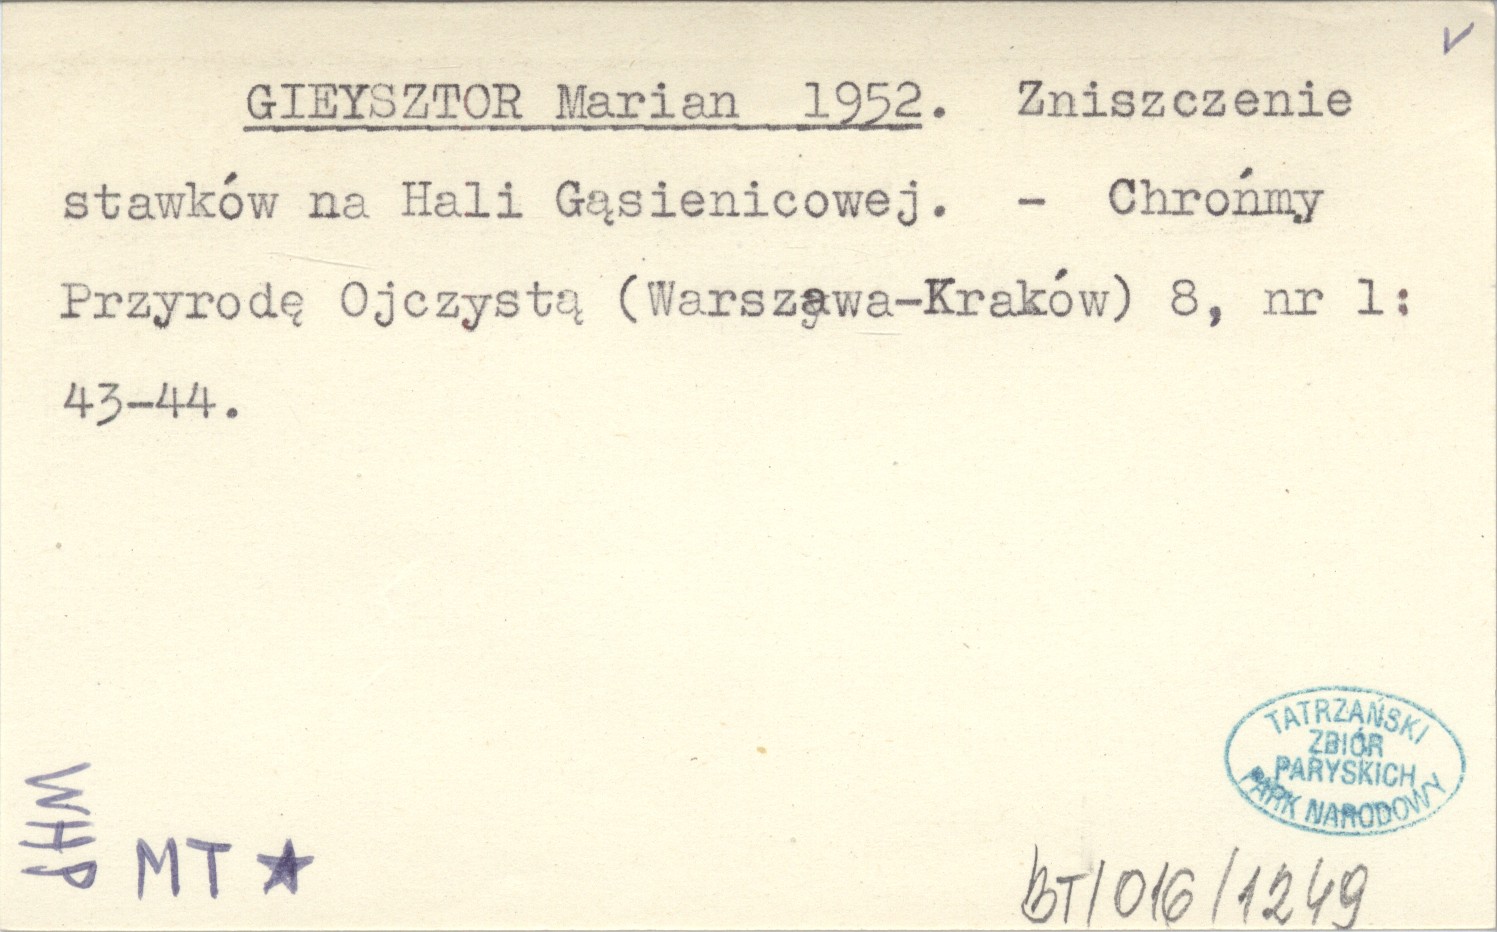 GIEYSZTOR Marian 1952. Zniszczenie
stawków na Hali Gąsienicowej. - Chrońmy
Przyrodę Ojczystą (Warszawa-Kraków) 8, nr 1:
43-44.
TATRZAŃSKI
ZBIÓR
PARYSKICH
PARK NARODOWY
WHP
MT ★
BT/016/1249